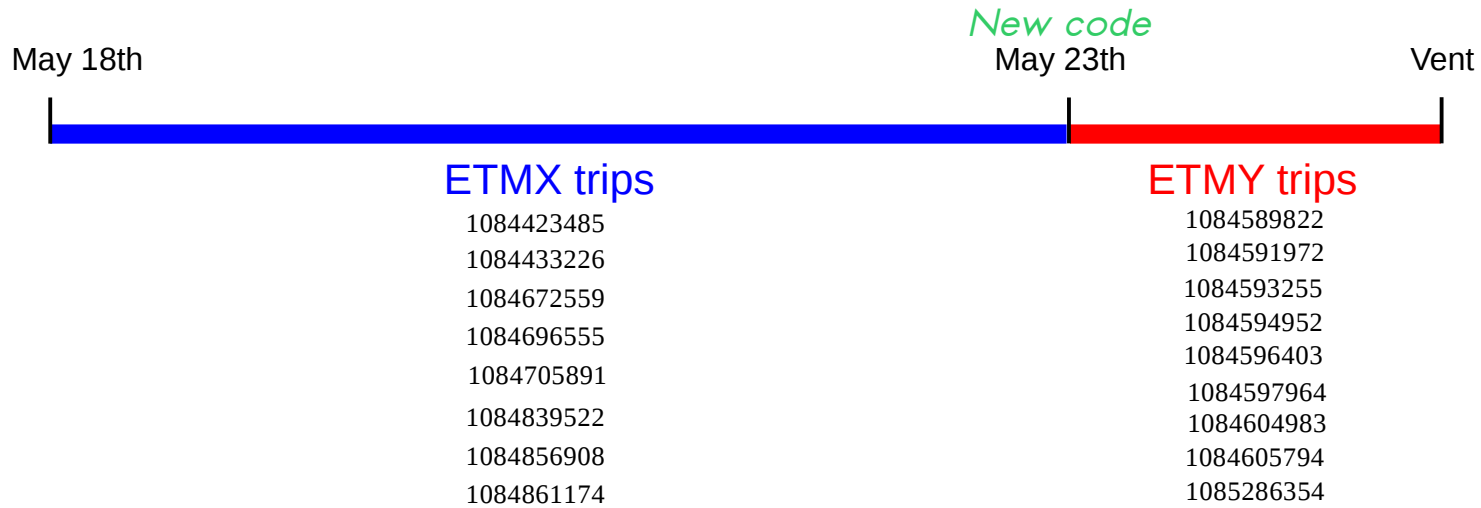 New code
May 18th
May 23th
Vent
ETMX trips
1084423485
1084433226
1084672559
1084696555
1084705891
1084839522
1084856908
1084861174
ETMY trips
1084589822
1084591972
1084593255
1084594952
1084596403
1084597964
1084604983
1084605794
1085286354